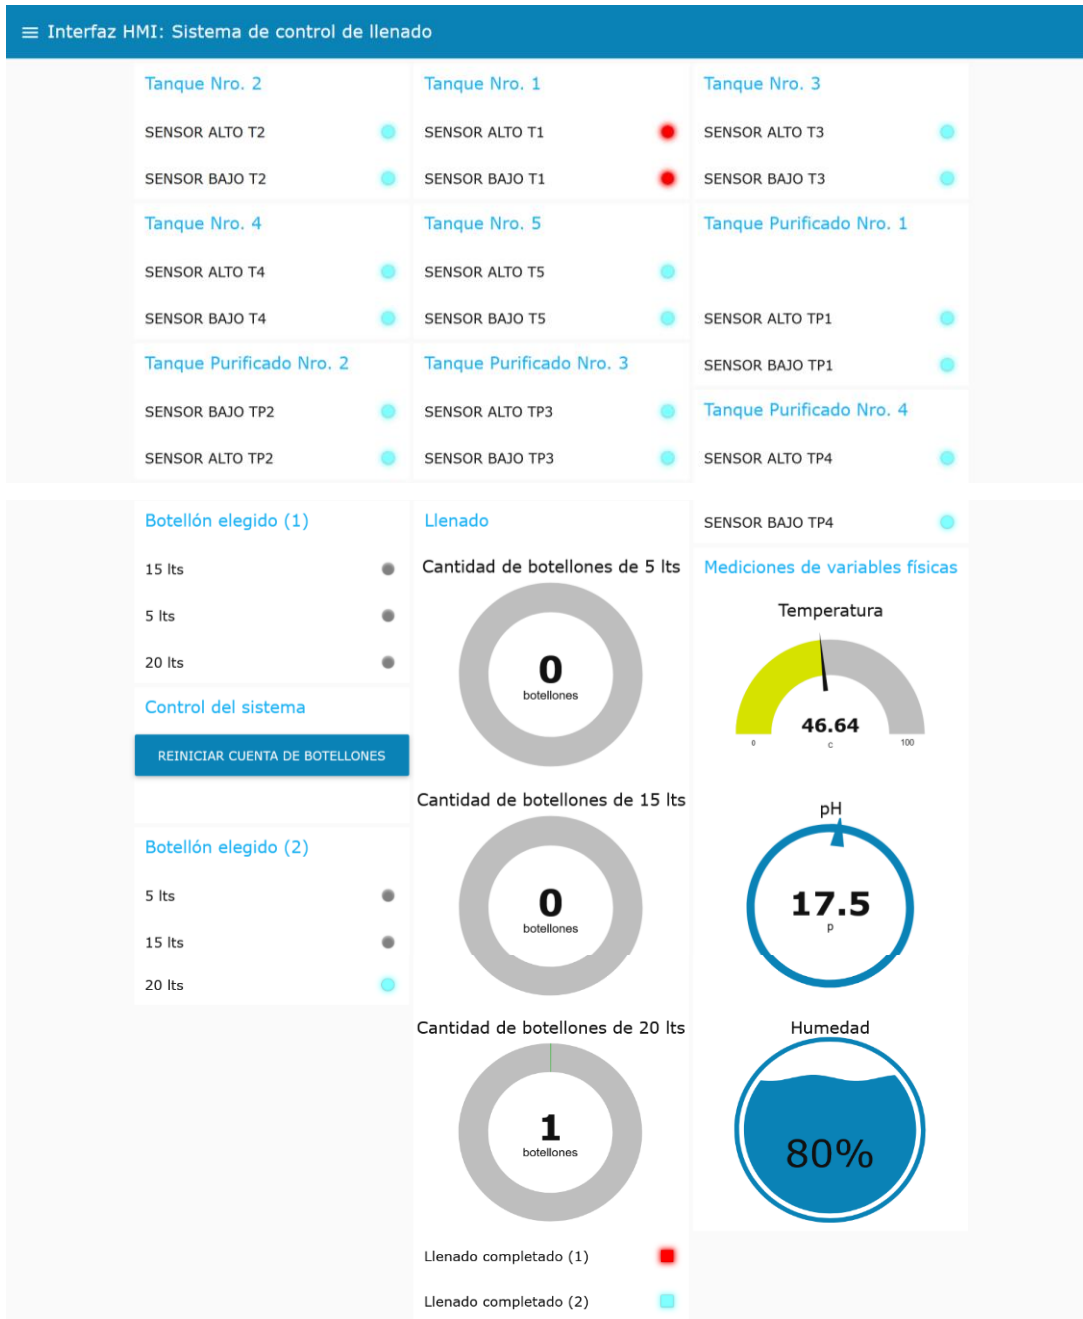 Interfaz HMI: Sistema de control de llenado
Tanque Nro. 2
SENSOR ALTO T2
SENSOR BAJO T2
Tanque Nro. 1
SENSOR ALTO T1
SENSOR BAJO T1
Tanque Nro. 3
SENSOR ALTO T3
SENSOR BAJO T3
Tanque Nro. 4
SENSOR ALTO T4
SENSOR BAJO T4
Tanque Nro. 5
SENSOR ALTO T5
SENSOR BAJO T5
Tanque Purificado Nro. 1
SENSOR ALTO TP1
SENSOR BAJO TP1
Tanque Purificado Nro. 2
SENSOR BAJO TP2
SENSOR ALTO TP2
Tanque Purificado Nro. 3
SENSOR ALTO TP3
SENSOR BAJO TP3
Tanque Purificado Nro. 4
SENSOR ALTO TP4
SENSOR BAJO TP4
Botellón elegido (1)
15 lts
5 lts
20 lts
Control del sistema
REINICIAR CUENTA DE BOTELLONES
Botellón elegido (2)
5 lts
15 lts
20 lts
Llenado
Cantidad de botellones de 5 lts
0
botellones
Cantidad de botellones de 15 lts
0
botellones
Cantidad de botellones de 20 lts
1
botellones
Llenado completado (1)
Llenado completado (2)
Mediciones de variables físicas
Temperatura
46.64
0
c
100
pH
17.5
p
Humedad
80%